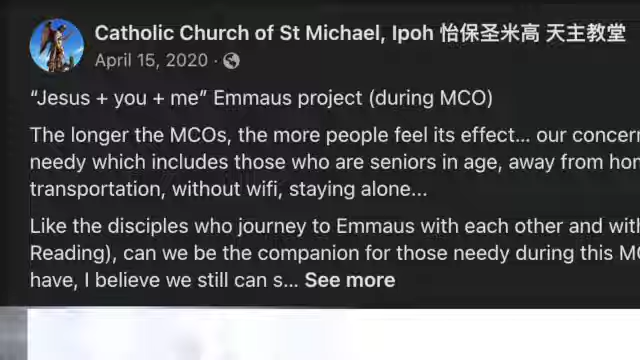 Catholic Church of St Michael, Ipoh 怡保圣米高 天主教堂
April 15, 2020 ·
“Jesus + you + me” Emmaus project (during MCO)
The longer the MCOs, the more people feel its effect... our concern
needy which includes those who are seniors in age, away from
transportation, without wifi, staying alone...
Like the disciples who journey to Emmaus with each other and
Reading), can we be the companion for those needy during this
have, I believe we still can s... See more